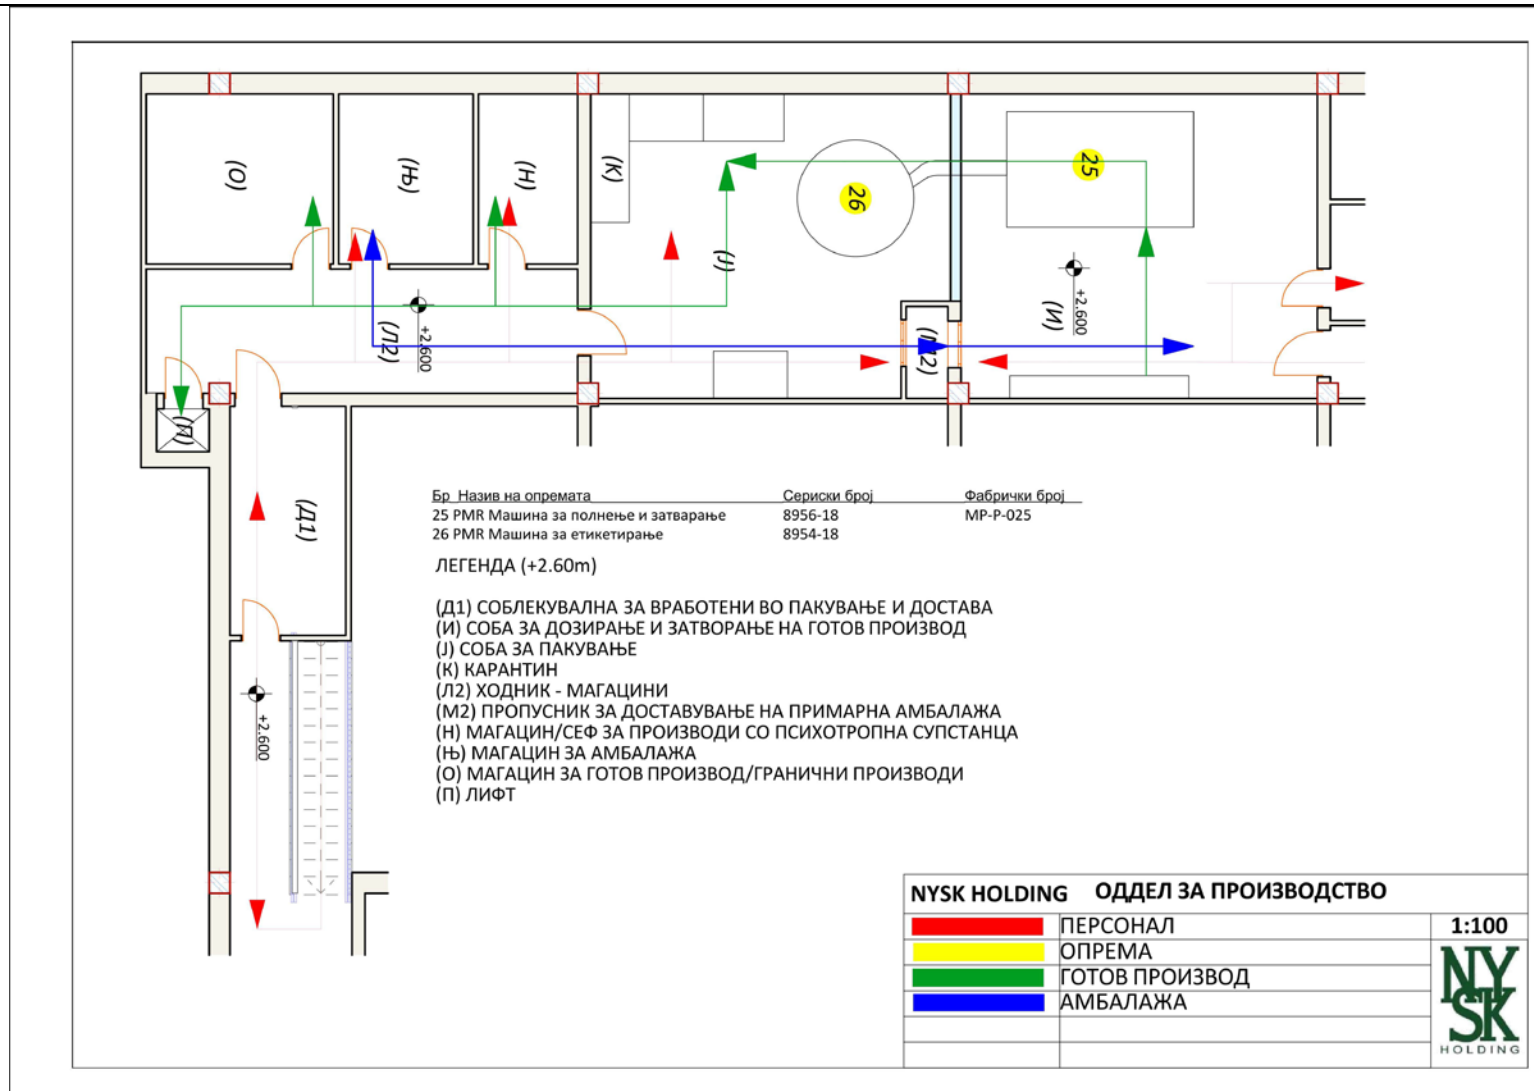 (О)
(Њ)
(Н)
(К)
26
25
(Ј)
(Л2)
+2.600
(И)
+2.600
(П)
(Д1)
+2.600
Бр Назив на опремата Сериски број Фабрички број
25 PMR Машина за полнење и затварање 8956-18 MP-P-025
26 PMR Машина за етикетирање 8954-18
ЛЕГЕНДА (+2.60m)
(Д1) СОБЛЕКУВАЛНА ЗА ВРАБОТЕНИ ВО ПАКУВАЊЕ И ДОСТАВА
(И) СОБА ЗА ДОЗИРАЊЕ И ЗАТВОРАЊЕ НА ГОТОВ ПРОИЗВОД
(Ј) СОБА ЗА ПАКУВАЊЕ
(К) КАРАНТИН
(Л2) ХОДНИК - МАГАЦИНИ
(М2) ПРОПУСНИК ЗА ДОСТАВУВАЊЕ НА ПРИМАРНА АМБАЛАЖА
(Н) МАГАЦИН/СЕФ ЗА ПРОИЗВОДИ СО ПСИХОТРОПНА СУПСТАНЦА
(Њ) МАГАЦИН ЗА АМБАЛАЖА
(О) МАГАЦИН ЗА ГОТОВ ПРОИЗВОД/ГРАНИЧНИ ПРОИЗВОДИ
(П) ЛИФТ
NYSK HOLDING ОДДЕЛ ЗА ПРОИЗВОДСТВО
ПЕРСОНАЛ 1:100
ОПРЕМА
ГОТОВ ПРОИЗВОД
АМБАЛАЖА
NYSK
HOLDING